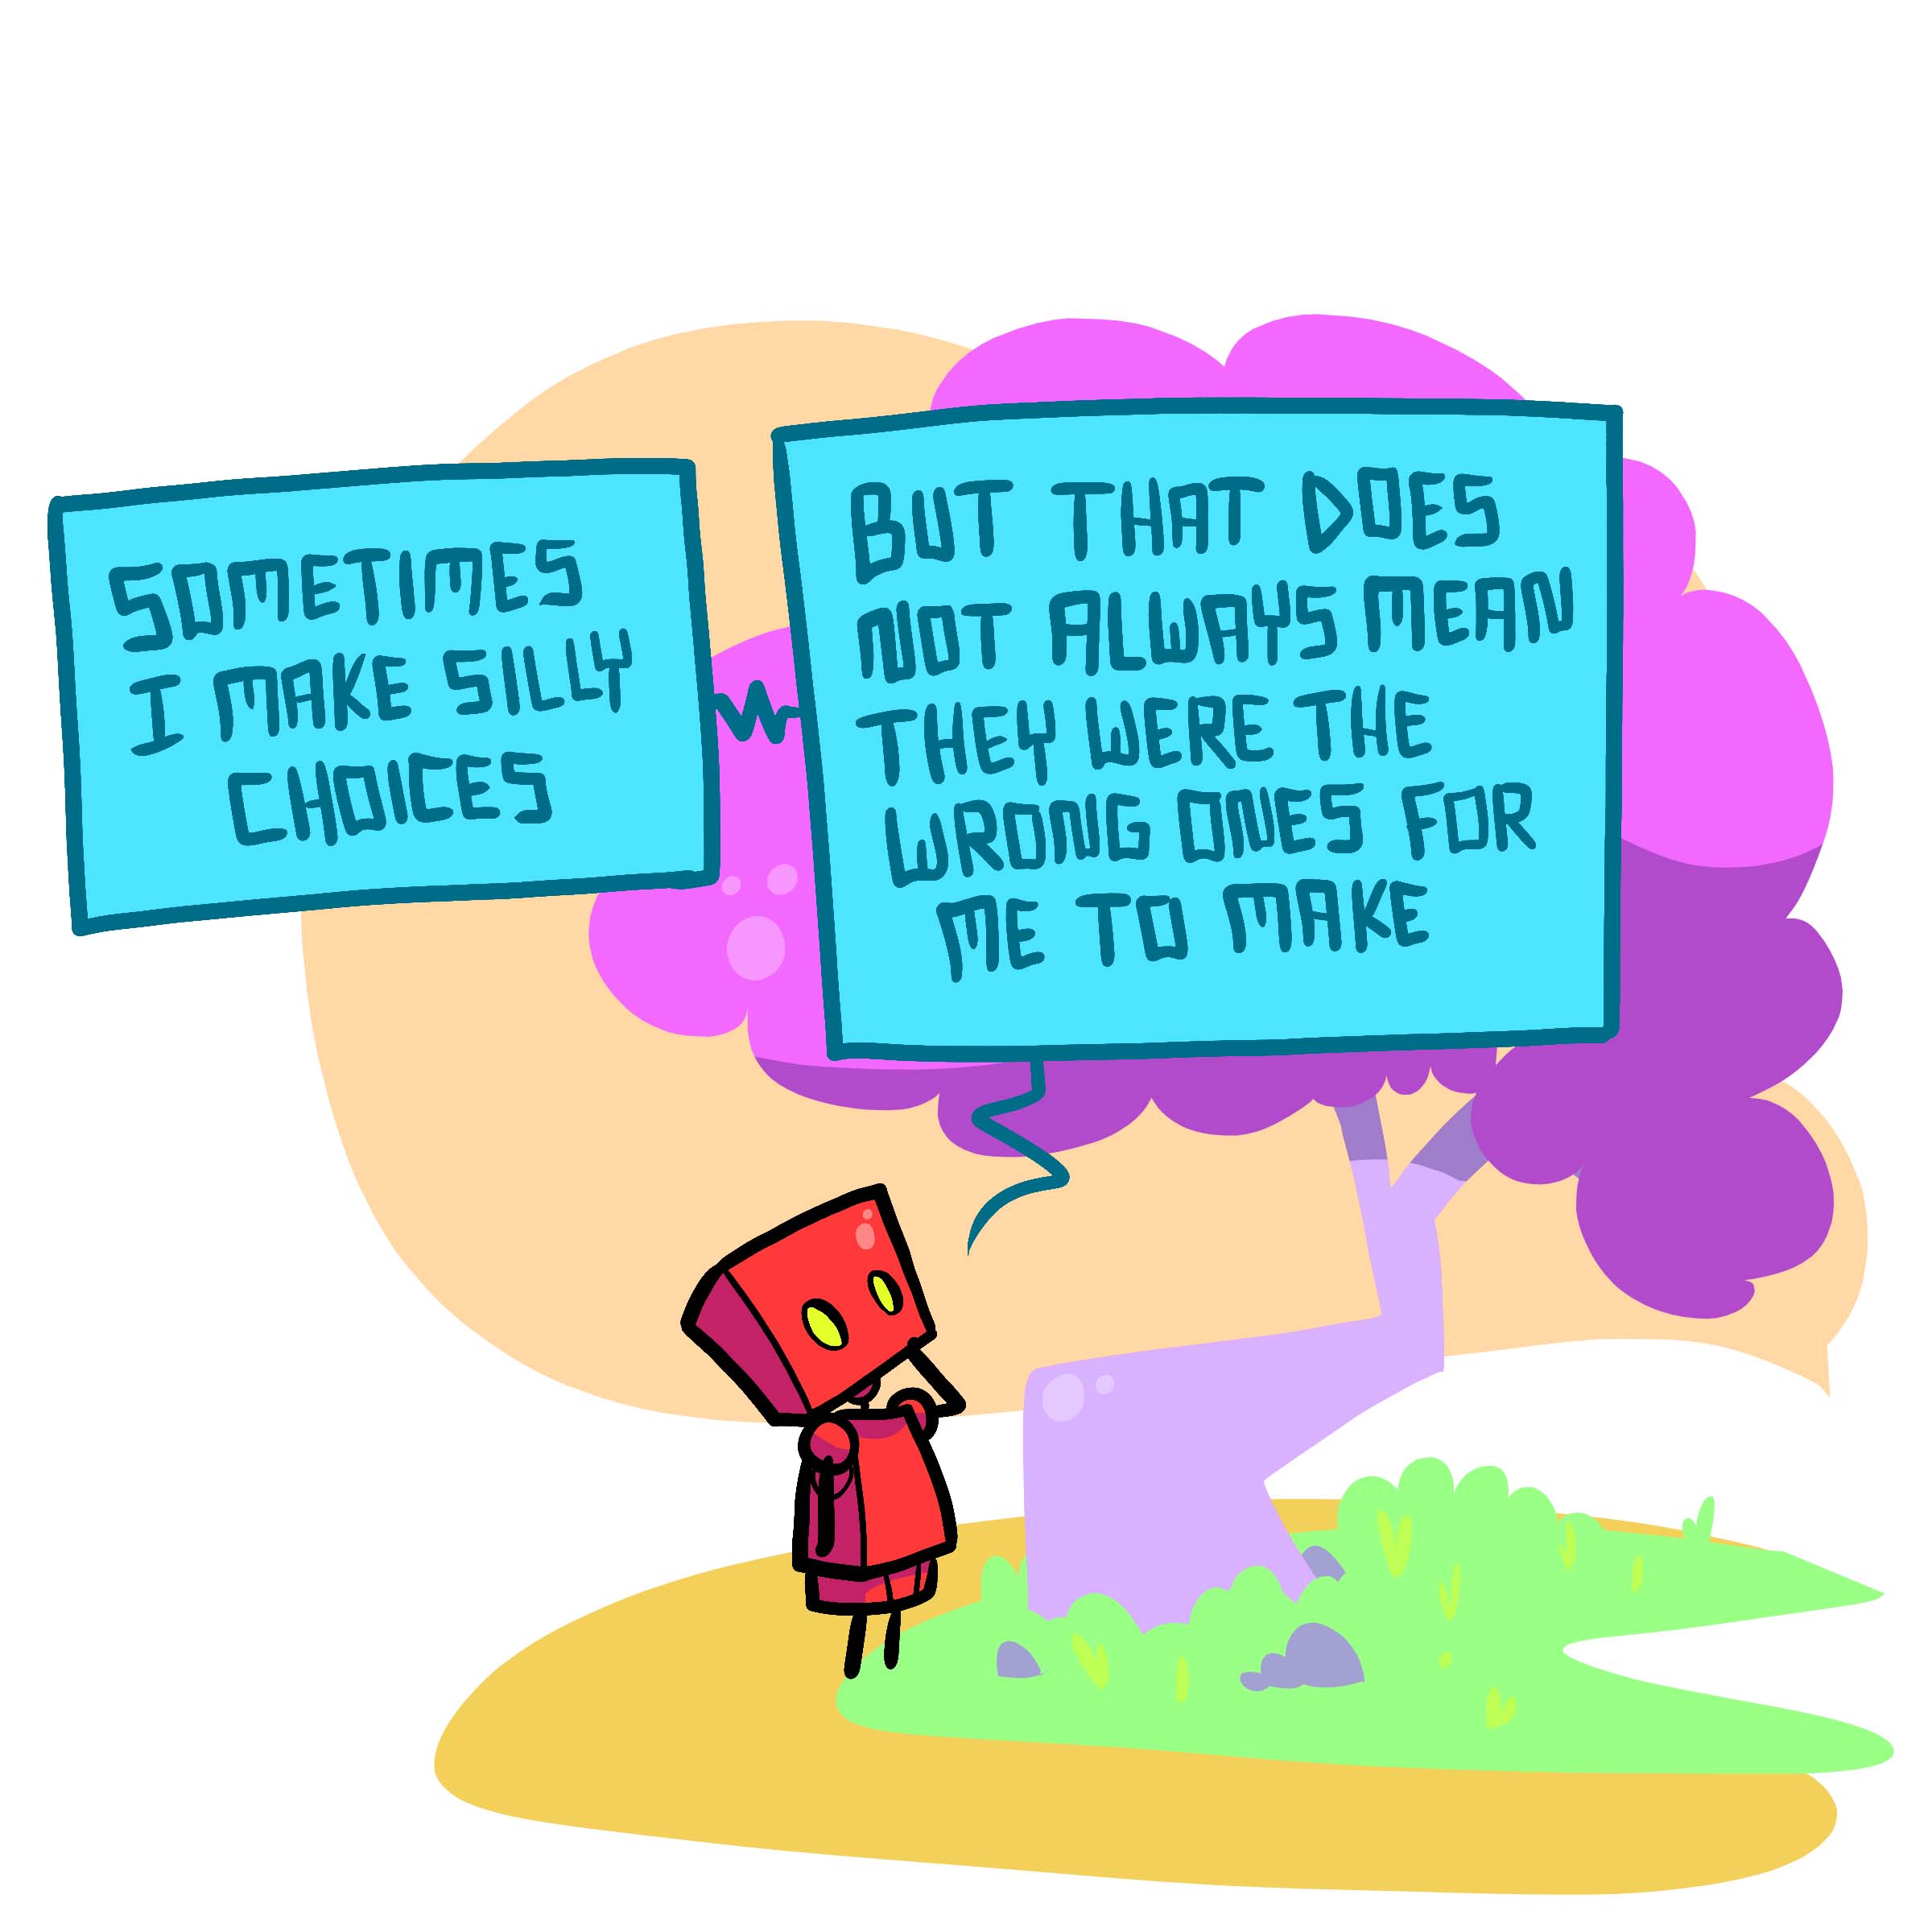 SOMETIMES
I MAKE SILLY
CHOICES
BUT THAT DOES
NOT ALWAYS MEAN
THEY WERE THE
WRONG ONES FOR
ME TO MAKE